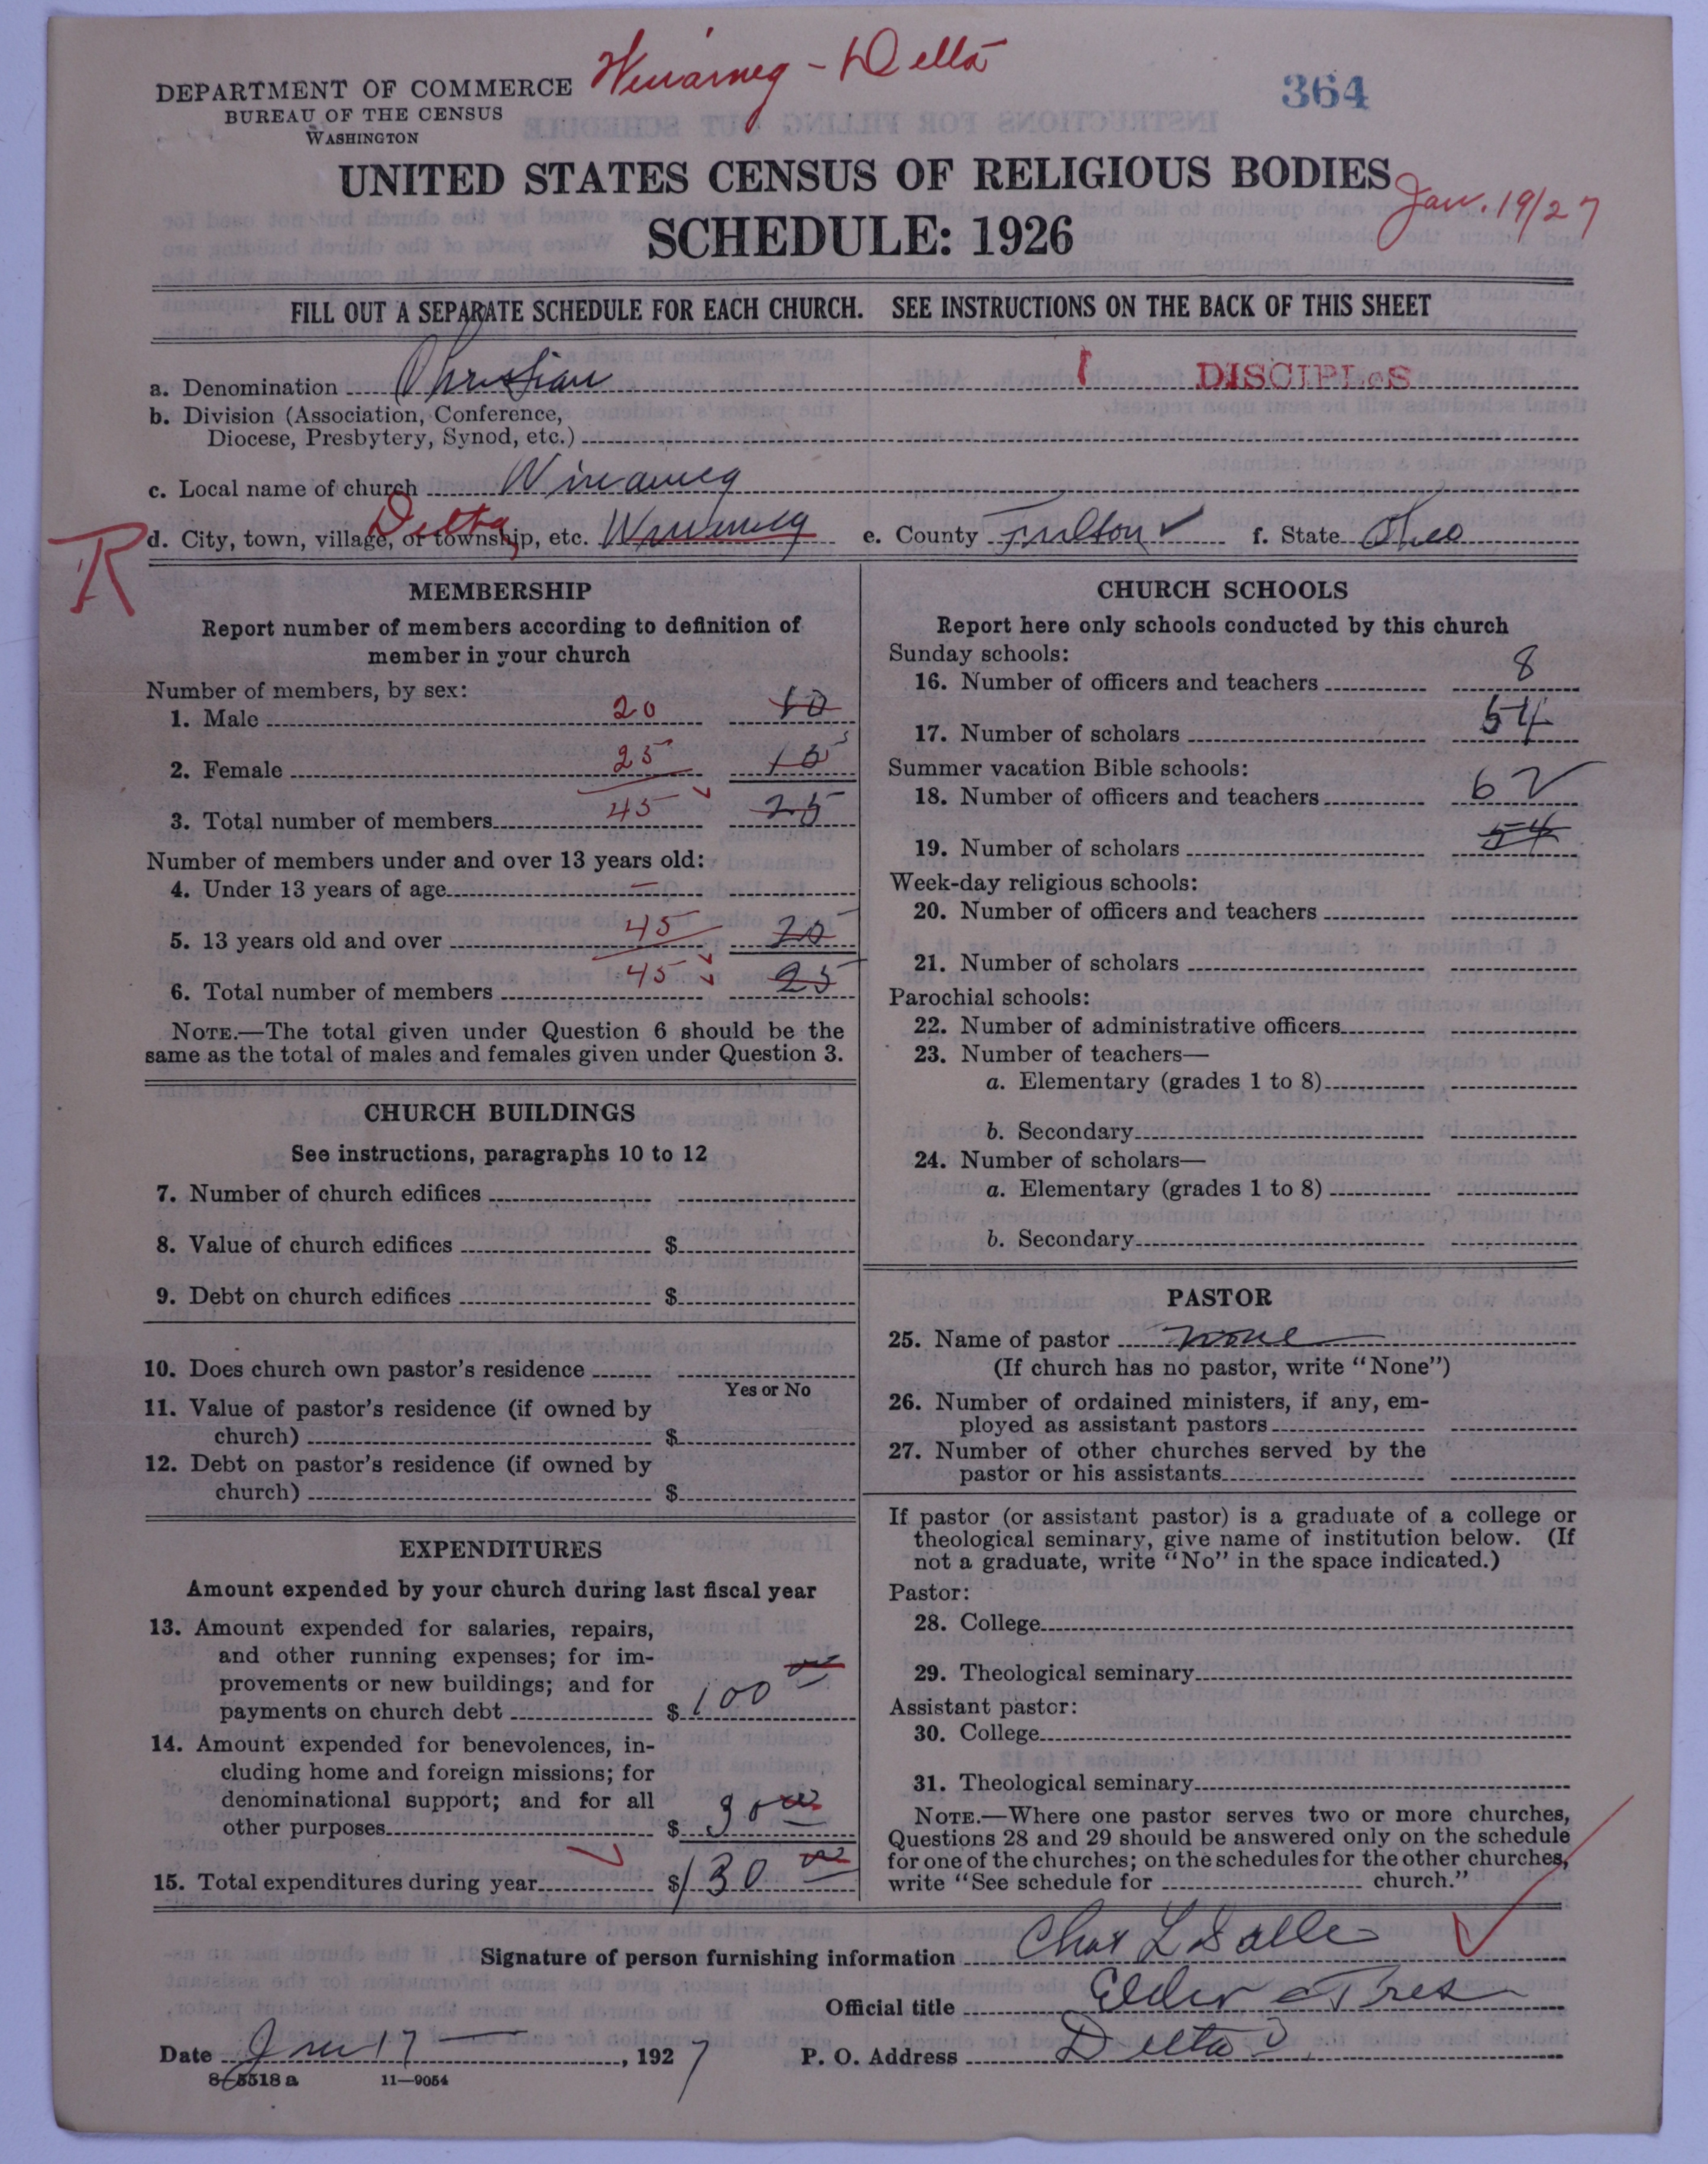 Winameg - Delta
364
DEPARTMENT OF COMMERCE
BUREAU OF THE CENSUS
WASHINGTON
UNITED STATES CENSUS OF RELIGIOUS BODIES
Jan. 19/27
SCHEDULE: 1926
FILL OUT A SEPARATE SCHEDULE FOR EACH CHURCH. SEE INSTRUCTIONS ON THE BACK OF THIS SHEET
a. Denomination Christian DISCIPLES
b. Division (Association, Conference,
Diocese, Presbytery, Synod, etc.)
c. Local name of church Winameg
Delta
d. City, town, village, or township, etc. Winameg e. County Fulton f. State Ohio
R
MEMBERSHIP
Report number of members according to definition of
member in your church
Number of members, by sex:
1. Male 20 10
2. Female 25 15
3. Total number of members 45 25
Number of members under and over 13 years old:
4. Under 13 years of age —
5. 13 years old and over 45 20
6. Total number of members 45 25
NOTE.—The total given under Question 6 should be the
same as the total of males and females given under Question 3.
CHURCH BUILDINGS
See instructions, paragraphs 10 to 12
7. Number of church edifices
8. Value of church edifices $
9. Debt on church edifices $
10. Does church own pastor's residence
Yes or No
11. Value of pastor's residence (if owned by
church) $
12. Debt on pastor's residence (if owned by
church) $
EXPENDITURES
Amount expended by your church during last fiscal year
13. Amount expended for salaries, repairs,
and other running expenses; for im-
provements or new buildings; and for
payments on church debt $ 100 00
14. Amount expended for benevolences, in-
cluding home and foreign missions; for
denominational support; and for all
other purposes $ 30 00
15. Total expenditures during year $ 130 00
CHURCH SCHOOLS
Report here only schools conducted by this church
Sunday schools:
16. Number of officers and teachers 8
17. Number of scholars 54
Summer vacation Bible schools:
18. Number of officers and teachers 62
19. Number of scholars 54
Week-day religious schools:
20. Number of officers and teachers
21. Number of scholars
Parochial schools:
22. Number of administrative officers
23. Number of teachers—
a. Elementary (grades 1 to 8)
b. Secondary
24. Number of scholars—
a. Elementary (grades 1 to 8)
b. Secondary
PASTOR
25. Name of pastor none
(If church has no pastor, write "None")
26. Number of ordained ministers, if any, em-
ployed as assistant pastors
27. Number of other churches served by the
pastor or his assistants
If pastor (or assistant pastor) is a graduate of a college or
theological seminary, give name of institution below. (If
not a graduate, write "No" in the space indicated.)
Pastor:
28. College
29. Theological seminary
Assistant pastor:
30. College
31. Theological seminary
NOTE.—Where one pastor serves two or more churches,
Questions 28 and 29 should be answered only on the schedule
for one of the churches; on the schedules for the other churches,
write "See schedule for church."
Signature of person furnishing information Chas L Salle
Official title Elder & Tres
Date Jan 17 —, 1927 P. O. Address Delta O
8-5518 a 11—9054